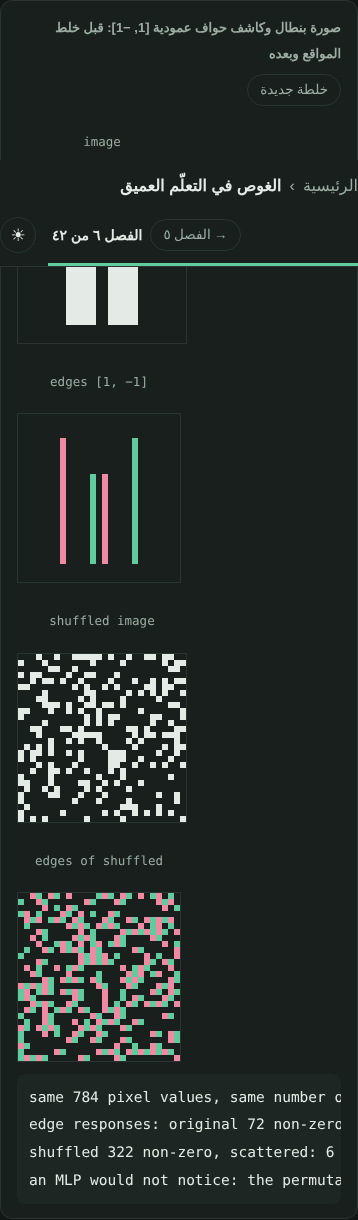 صورة بنطال وكاشف حواف عمودية [1, −1]: قبل خلط
المواقع وبعده
خلطة جديدة
image
الرئيسية › الغوص في التعلّم العميق
→ الفصل ٥
الفصل ٦ من ٤٢
edges [1, −1]
shuffled image
edges of shuffled
same 784 pixel values, same number o
edge responses: original 72 non-zero
shuffled 322 non-zero, scattered: 6
an MLP would not notice: the permuta